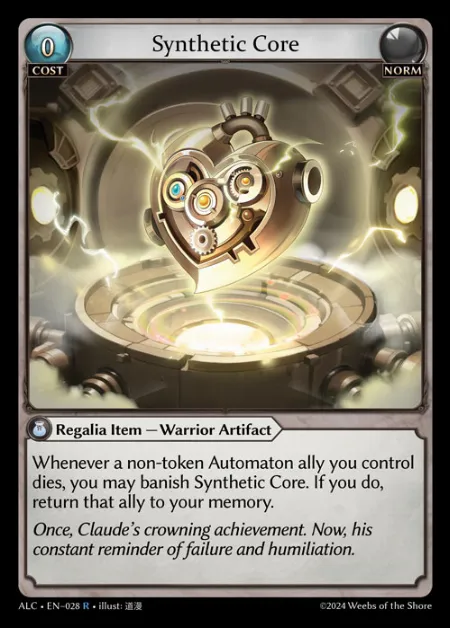 Synthetic Core
0
COST
NORM
Regalia Item — Warrior Artifact
Whenever a non-token Automaton ally you control
dies, you may banish Synthetic Core. If you do,
return that ally to your memory.
Once, Claude's crowning achievement. Now, his
constant reminder of failure and humiliation.
ALC • EN-028 R • illust: 道漫
©2024 Weebs of the Shore